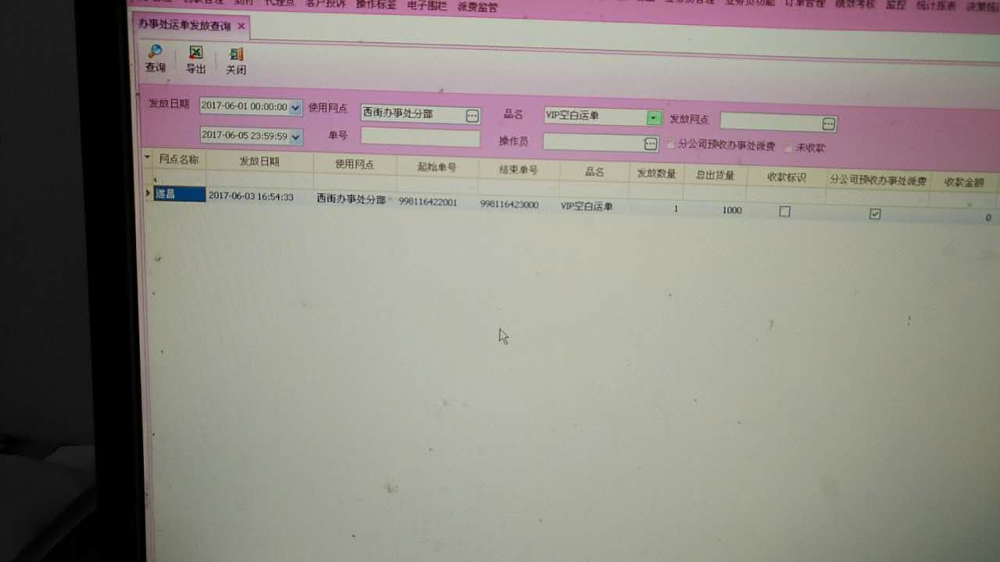 到付 代理点 客户投诉 操作标签 电子围栏 派费监管 业务员功能 订单管理 绩效考核 监控 统计报表
办事处运单发放查询 ×
查询 导出 关闭
发放日期 2017-06-01 00:00:00 使用网点 西街办事处分部 品名 VIP空白运单 发放网点
2017-06-05 23:59:59 单号 操作员 分公司预收办事处派费 未收款
网点名称 发放日期 使用网点 起始单号 结束单号 品名 发放数量 总出货量 收款标识 分公司预收办事处派费 收款金额
遂昌 2017-06-03 16:54:33 西街办事处分部 998116422001 998116423000 VIP空白运单 1 1000 0